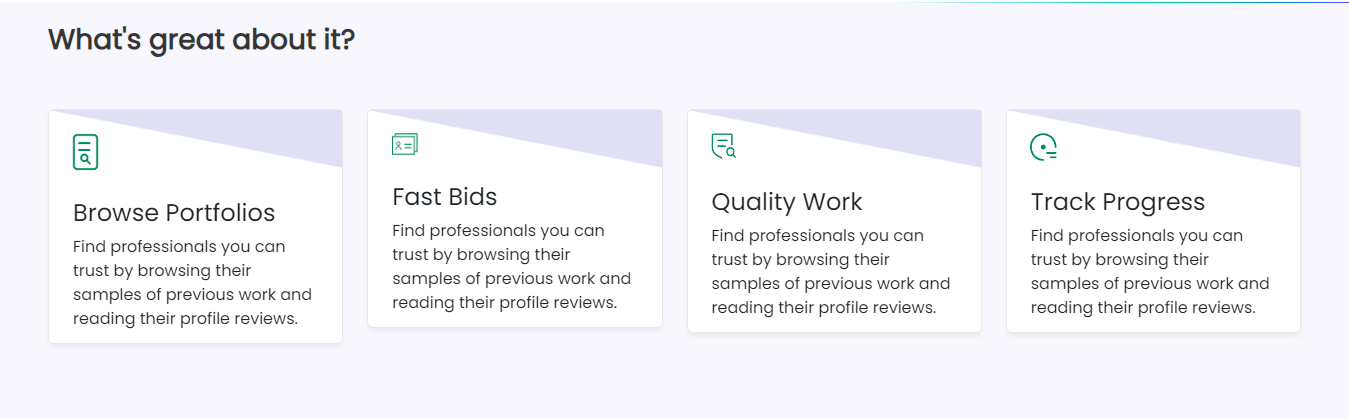 What's great about it?
Browse Portfolios
Find professionals you can
trust by browsing their
samples of previous work and
reading their profile reviews.
Fast Bids
Find professionals you can
trust by browsing their
samples of previous work and
reading their profile reviews.
Quality Work
Find professionals you can
trust by browsing their
samples of previous work and
reading their profile reviews.
Track Progress
Find professionals you can
trust by browsing their
samples of previous work and
reading their profile reviews.